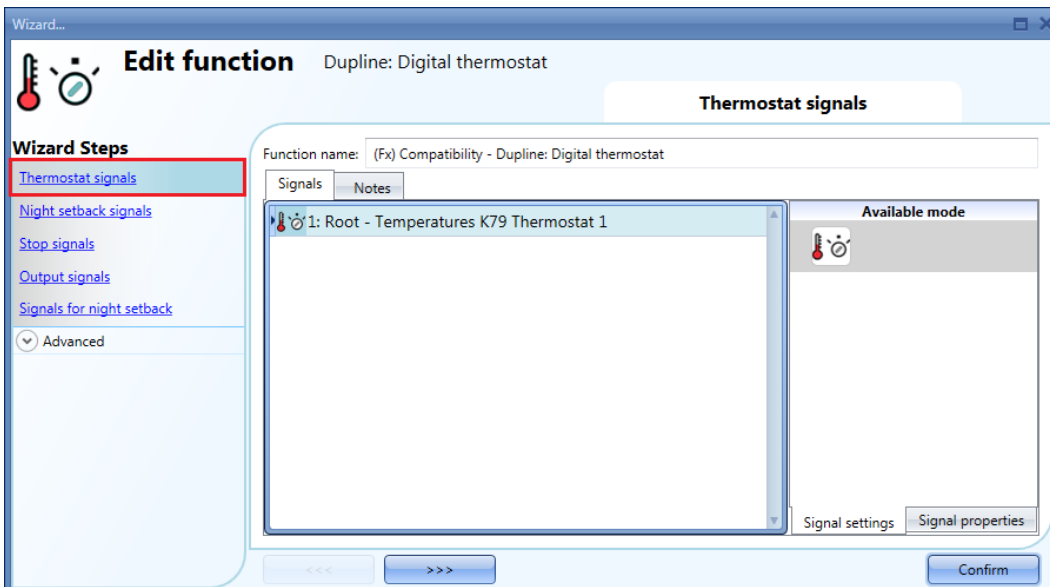 Wizard...
Edit function Dupline: Digital thermostat
Thermostat signals
Wizard Steps
Thermostat signals
Night setback signals
Stop signals
Output signals
Signals for night setback
Advanced
Function name: (Fx) Compatibility - Dupline: Digital thermostat
Signals Notes
1: Root - Temperatures K79 Thermostat 1
Available mode
Signal settings Signal properties
<<< >>> Confirm